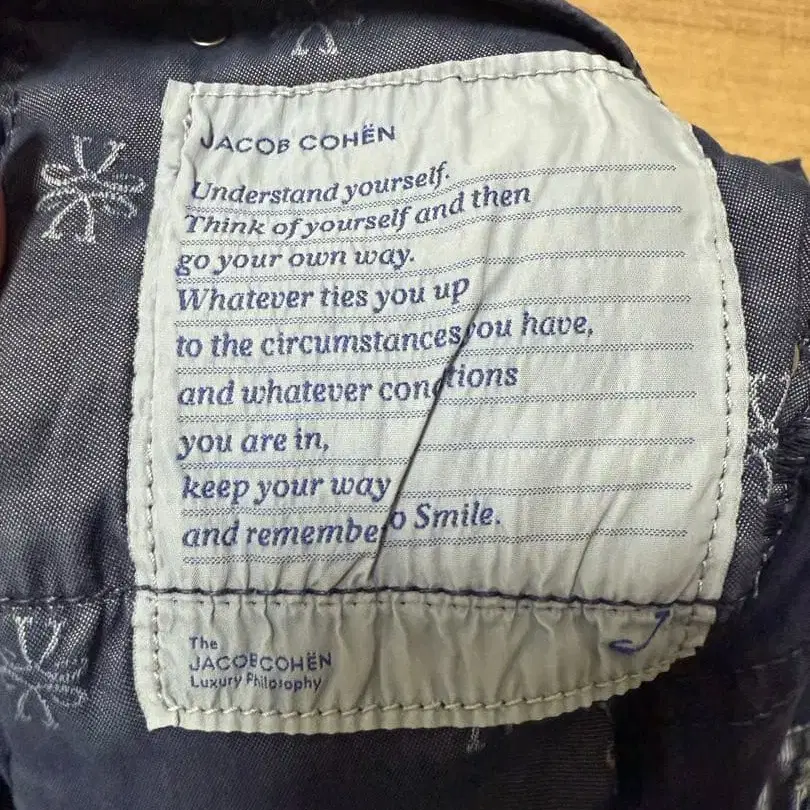 JACOB COHËN
Understand yourself.
Think of yourself and then
go your own way.
Whatever ties you up
to the circumstances you have,
and whatever conditions
you are in,
keep your way
and remember to Smile.
The
JACOB COHËN
Luxury Philosophy
J